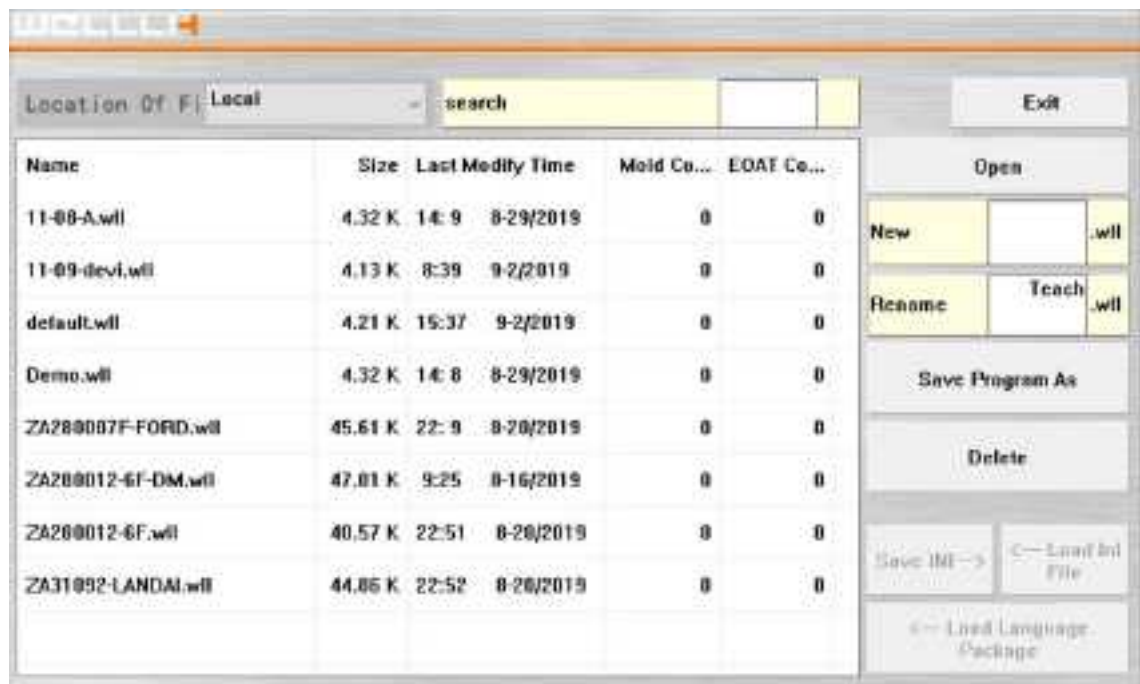 Location Of Fi Local
search
Exit
Name Size Last Modify Time Mold Co... EOAT Co...
Open
11-08-A.wll 4.32 K 14: 9 8-29/2019 0 0
New .wll
11-09-devi.wll 4.13 K 8:39 9-2/2019 0 0
Rename Teach .wll
default.wll 4.21 K 15:37 9-2/2019 0 0
Demo.wll 4.32 K 14: 8 8-29/2019 0 0
Save Program As
ZA280007F-FORD.wll 45.61 K 22: 9 8-20/2019 0 0
Delete
ZA280012-6F-DM.wll 47.01 K 9:25 8-16/2019 0 0
ZA280012-6F.wll 40.57 K 22:51 8-20/2019 0 0
Save INI-->
<-- Load Ini
File
ZA31092-LANDAI.wll 44.06 K 22:52 8-20/2019 0 0
<-- Load Language
Package